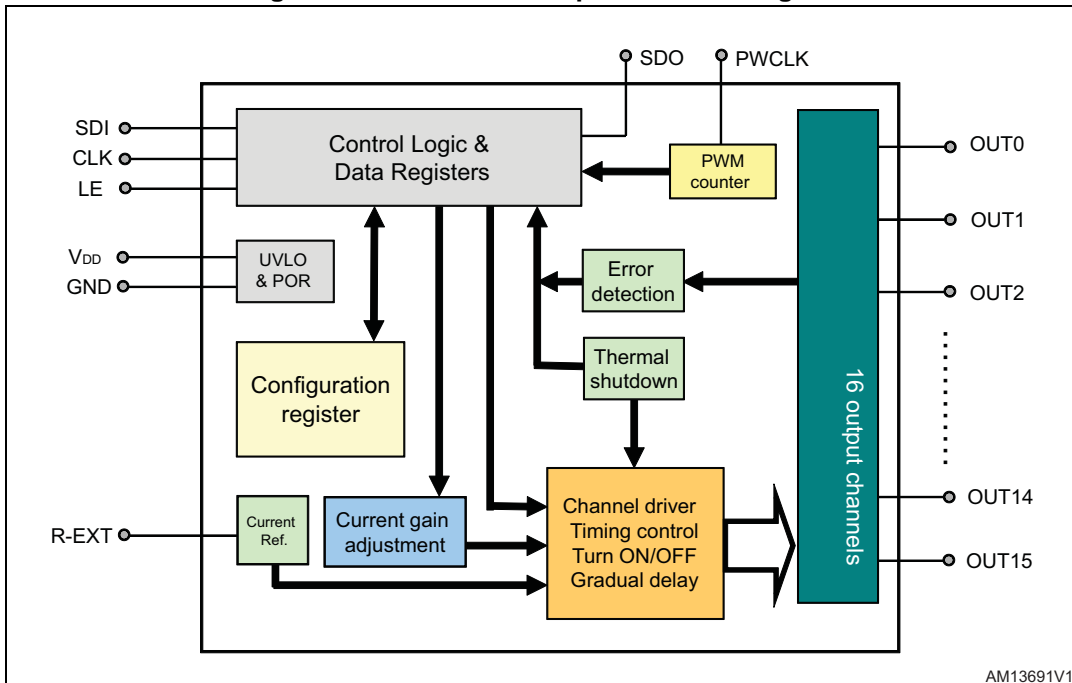 SDO
PWCLK
SDI
CLK
LE
Control Logic &
Data Registers
PWM
counter
OUT0
OUT1
VDD
GND
UVLO
& POR
Error
detection
OUT2
Thermal
shutdown
Configuration
register
16 output channels
R-EXT
Current
Ref.
Current gain
adjustment
Channel driver
Timing control
Turn ON/OFF
Gradual delay
OUT14
OUT15
AM13691V1